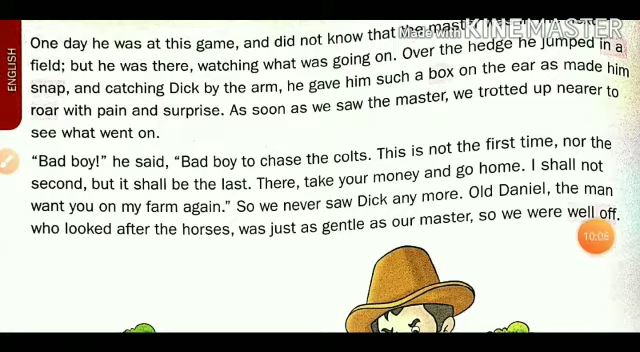 Made with KINEMASTER
ENGLISH
One day he was at this game, and did not know that the
field; but he was there, watching what was going on. Over the hedge he jumped in a
snap, and catching Dick by the arm, he gave him such a box on the ear as made him
roar with pain and surprise. As soon as we saw the master, we trotted up nearer to
see what went on.
“Bad boy!” he said, “Bad boy to chase the colts. This is not the first time, nor the
second, but it shall be the last. There, take your money and go home. I shall not
want you on my farm again.” So we never saw Dick any more. Old Daniel, the man
who looked after the horses, was just as gentle as our master, so we were well off.
10:06